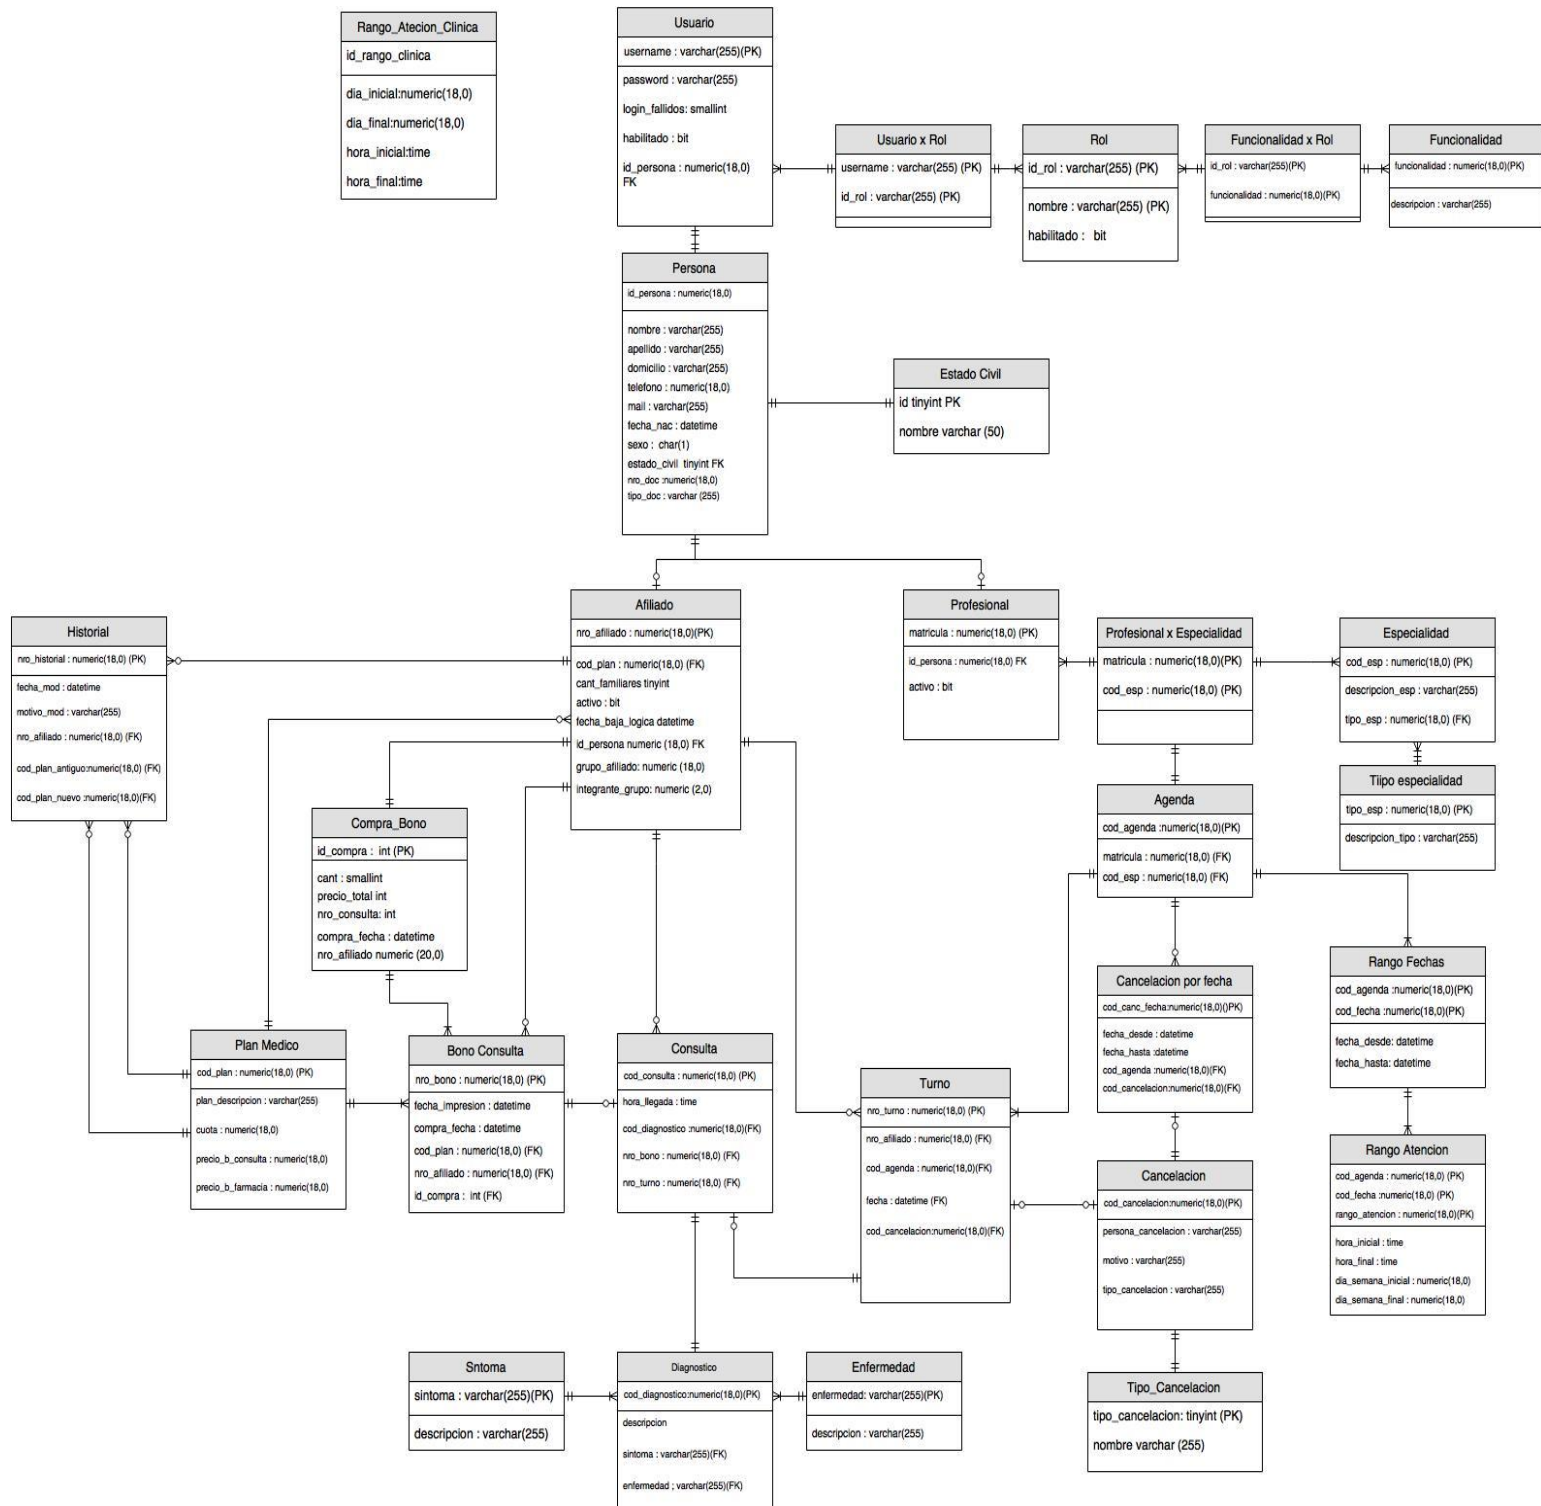 Rango_Atecion_Clinica
id_rango_clinica
dia_inicial:numeric(18,0)
dia_final:numeric(18,0)
hora_inicial:time
hora_final:time
Usuario
username : varchar(255)(PK)
password : varchar(255)
login_fallidos: smallint
habilitado : bit
id_persona : numeric(18,0)
FK
Usuario x Rol
username : varchar(255) (PK)
id_rol : varchar(255) (PK)
Rol
id_rol : varchar(255) (PK)
nombre : varchar(255) (PK)
habilitado : bit
Funcionalidad x Rol
id_rol : varchar(255)(PK)
funcionalidad : numeric(18,0)(PK)
Funcionalidad
funcionalidad : numeric(18,0)(PK)
descripcion : varchar(255)
Persona
id_persona : numeric(18,0)
nombre : varchar(255)
apellido : varchar(255)
domicilio : varchar(255)
telefono : numeric(18,0)
mail : varchar(255)
fecha_nac : datetime
sexo : char(1)
estado_civil tinyint FK
nro_doc :numeric(18,0)
tipo_doc : varchar (255)
Estado Civil
id tinyint PK
nombre varchar (50)
Historial
nro_historial : numeric(18,0) (PK)
fecha_mod : datetime
motivo_mod : varchar(255)
nro_afiliado : numeric(18,0) (FK)
cod_plan_antiguo:numeric(18,0) (FK)
cod_plan_nuevo :numeric(18,0)(FK)
Afiliado
nro_afiliado : numeric(18,0)(PK)
cod_plan : numeric(18,0) (FK)
cant_familiares tinyint
activo : bit
fecha_baja_logica datetime
id_persona numeric (18,0) FK
grupo_afiliado: numeric (18,0)
integrante_grupo: numeric (2,0)
Profesional
matricula : numeric(18,0) (PK)
id_persona : numeric(18,0) FK
activo : bit
Profesional x Especialidad
matricula : numeric(18,0)(PK)
cod_esp : numeric(18,0) (PK)
Especialidad
cod_esp : numeric(18,0) (PK)
descripcion_esp : varchar(255)
tipo_esp : numeric(18,0) (FK)
Tiipo especialidad
tipo_esp : numeric(18,0) (PK)
descripcion_tipo : varchar(255)
Agenda
cod_agenda :numeric(18,0)(PK)
matricula : numeric(18,0) (FK)
cod_esp : numeric(18,0) (FK)
Compra_Bono
id_compra : int (PK)
cant : smallint
precio_total int
nro_consulta: int
compra_fecha : datetime
nro_afiliado numeric (20,0)
Cancelacion por fecha
cod_canc_fecha:numeric(18,0)()PK)
fecha_desde : datetime
fecha_hasta :datetime
cod_agenda :numeric(18,0)(FK)
cod_cancelacion:numeric(18,0)(FK)
Rango Fechas
cod_agenda :numeric(18,0)(PK)
cod_fecha :numeric(18,0)(PK)
fecha_desde: datetime
fecha_hasta: datetime
Plan Medico
cod_plan : numeric(18,0) (PK)
plan_descripcion : varchar(255)
cuota : numeric(18,0)
precio_b_consulta : numeric(18,0)
precio_b_farmacia : numeric(18,0)
Bono Consulta
nro_bono : numeric(18,0) (PK)
fecha_impresion : datetime
compra_fecha : datetime
cod_plan : numeric(18,0) (FK)
nro_afiliado : numeric(18,0) (FK)
id_compra : int (FK)
Consulta
cod_consulta : numeric(18,0) (PK)
hora_llegada : time
cod_diagnostico :numeric(18,0)(FK)
nro_bono : numeric(18,0) (FK)
nro_turno : numeric(18,0) (FK)
Turno
nro_turno : numeric(18,0) (PK)
nro_afiliado : numeric(18,0) (FK)
cod_agenda : numeric(18,0)(FK)
fecha : datetime (FK)
cod_cancelacion:numeric(18,0)(FK)
Cancelacion
cod_cancelacion:numeric(18,0)(PK)
persona_cancelacion : varchar(255)
motivo : varchar(255)
tipo_cancelacion : varchar(255)
Rango Atencion
cod_agenda : numeric(18,0) (PK)
cod_fecha :numeric(18,0) (PK)
rango_atencion : numeric(18,0)(PK)
hora_inicial : time
hora_final : time
dia_semana_inicial : numeric(18,0)
dia_semana_final : numeric(18,0)
Sntoma
sintoma : varchar(255)(PK)
descripcion : varchar(255)
Diagnostico
cod_diagnostico:numeric(18,0)(PK)
descripcion
sintoma : varchar(255)(FK)
enfermedad ; varchar(255)(FK)
Enfermedad
enfermedad: varchar(255)(PK)
descripcion : varchar(255)
Tipo_Cancelacion
tipo_cancelacion: tinyint (PK)
nombre varchar (255)